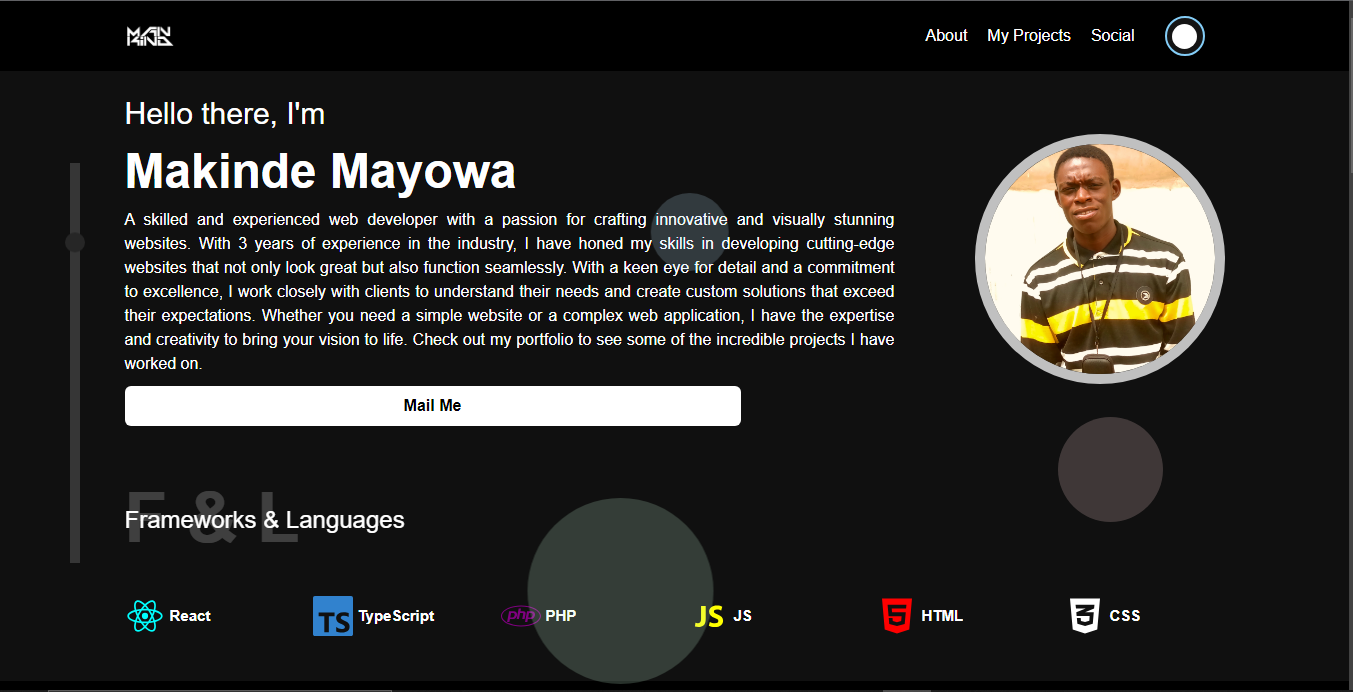 MAKIND
About My Projects Social
Hello there, I'm
Makinde Mayowa
A skilled and experienced web developer with a passion for crafting innovative and visually stunning
websites. With 3 years of experience in the industry, I have honed my skills in developing cutting-edge
websites that not only look great but also function seamlessly. With a keen eye for detail and a commitment
to excellence, I work closely with clients to understand their needs and create custom solutions that exceed
their expectations. Whether you need a simple website or a complex web application, I have the expertise
and creativity to bring your vision to life. Check out my portfolio to see some of the incredible projects I have
worked on.
Mail Me
F & L
Frameworks & Languages
React TS TypeScript php PHP JS JS 5 HTML 3 CSS